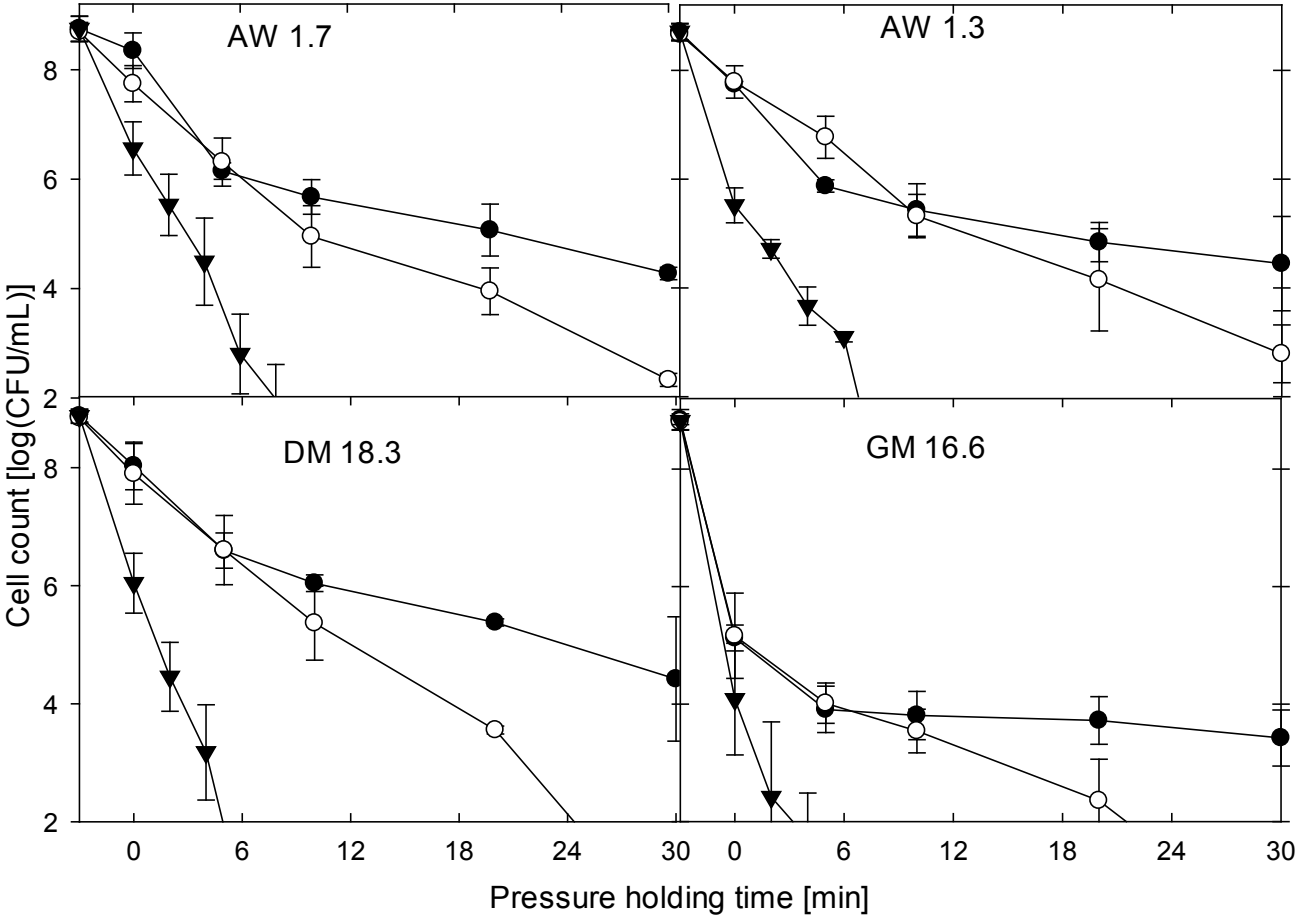 AW 1.7
AW 1.3
8
6
4
2
DM 18.3
GM 16.6
8
6
4
2
Cell count [log(CFU/mL)]
0 6 12 18 24 30 0 6 12 18 24 30
Pressure holding time [min]